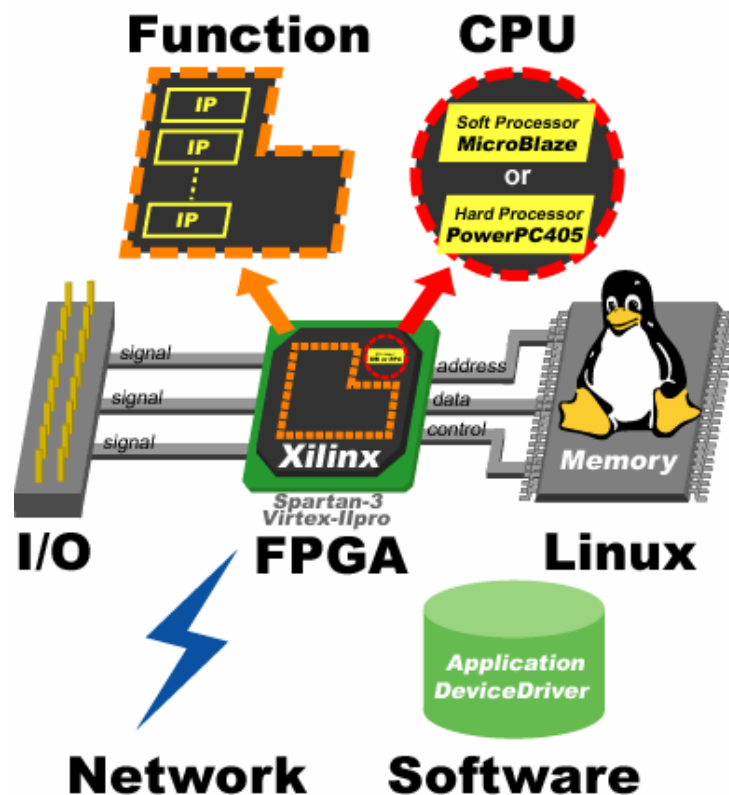 Function
CPU
IP
IP
IP
Soft Processor
MicroBlaze
or
Hard Processor
PowerPC405
signal
signal
signal
address
data
control
Xilinx
Memory
Spartan-3
Virtex-IIpro
I/O
FPGA
Linux
Application
DeviceDriver
Network
Software